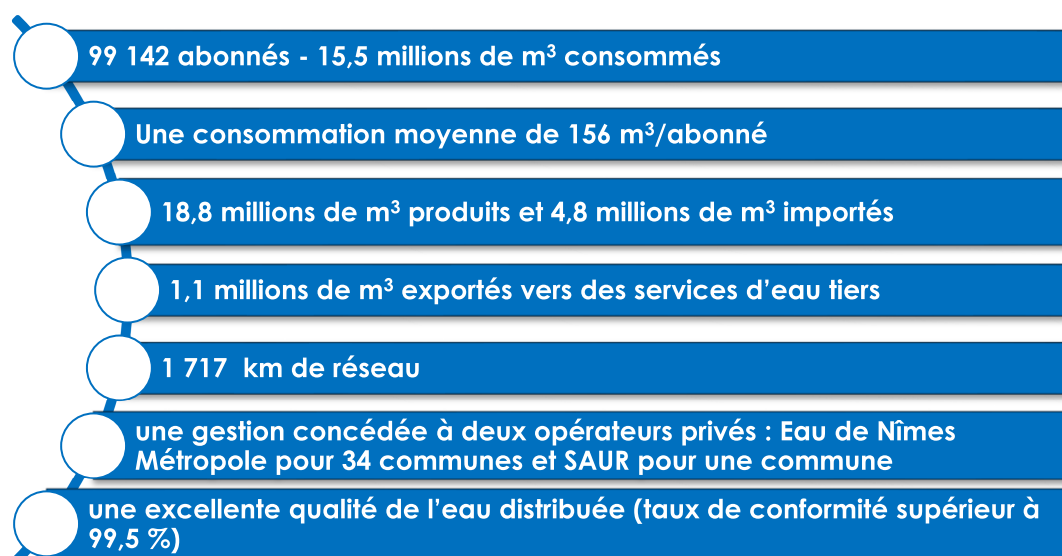 99 142 abonnés - 15,5 millions de m³ consommés
Une consommation moyenne de 156 m³/abonné
18,8 millions de m³ produits et 4,8 millions de m³ importés
1,1 millions de m³ exportés vers des services d’eau tiers
1 717  km de réseau
une gestion concédée à deux opérateurs privés : Eau de Nîmes
Métropole pour 34 communes et SAUR pour une commune
une excellente qualité de l’eau distribuée (taux de conformité supérieur à
99,5 %)